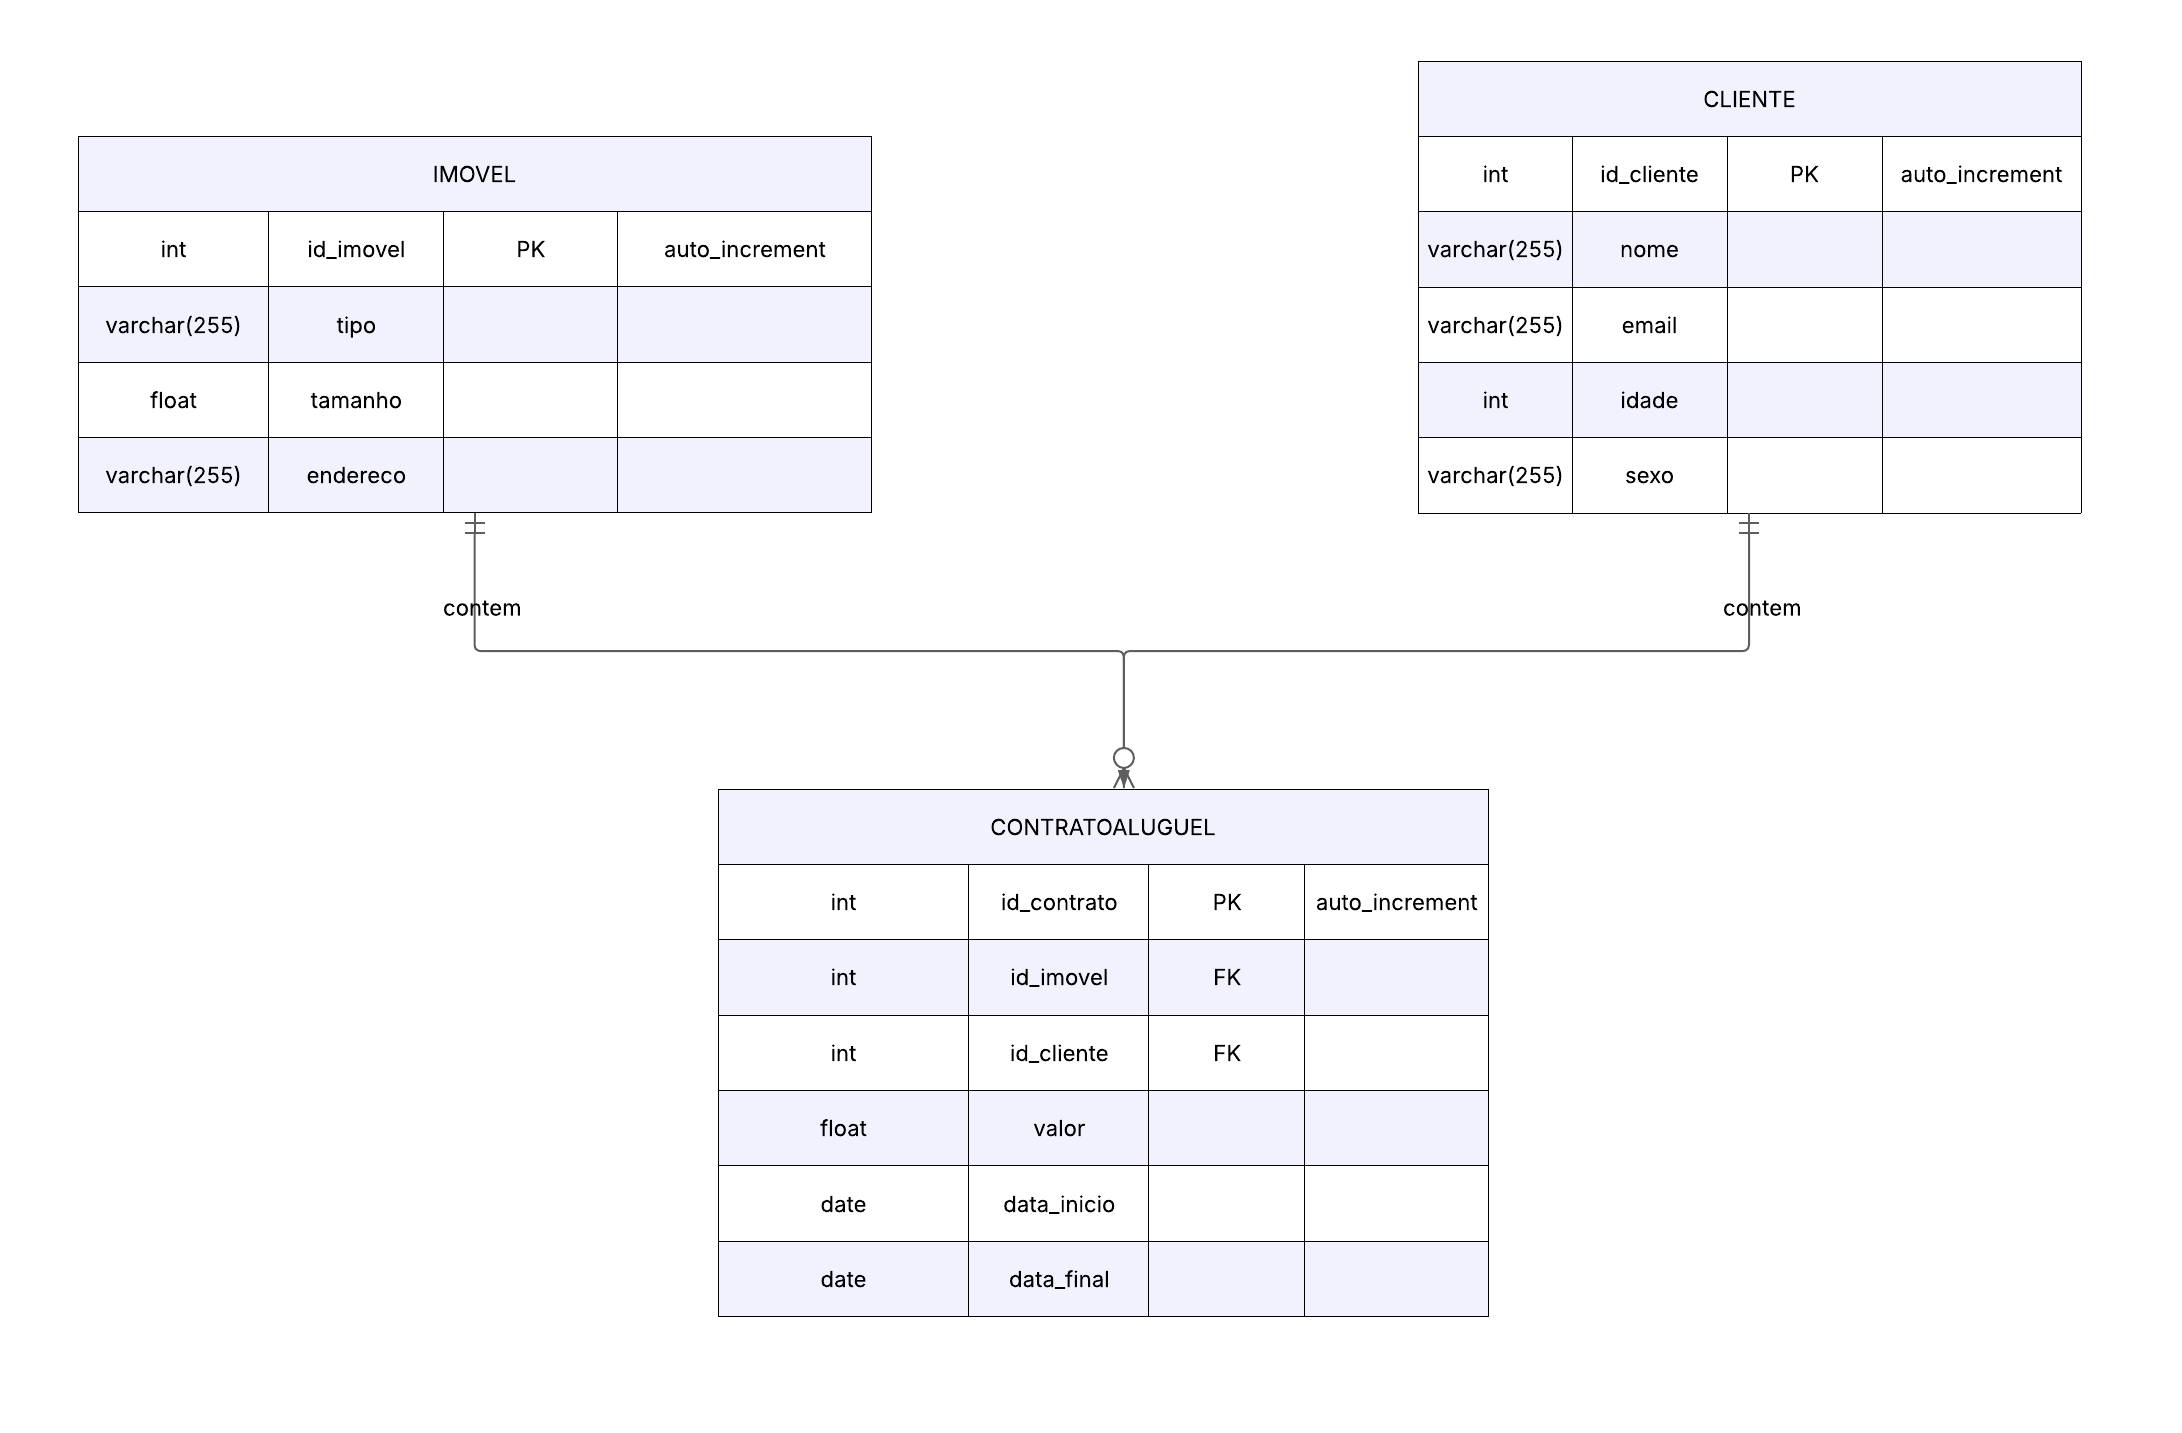 IMOVEL
int id_imovel PK auto_increment
varchar(255) tipo
float tamanho
varchar(255) endereco
CLIENTE
int id_cliente PK auto_increment
varchar(255) nome
varchar(255) email
int idade
varchar(255) sexo
contem
contem
CONTRATOALUGUEL
int id_contrato PK auto_increment
int id_imovel FK
int id_cliente FK
float valor
date data_inicio
date data_final